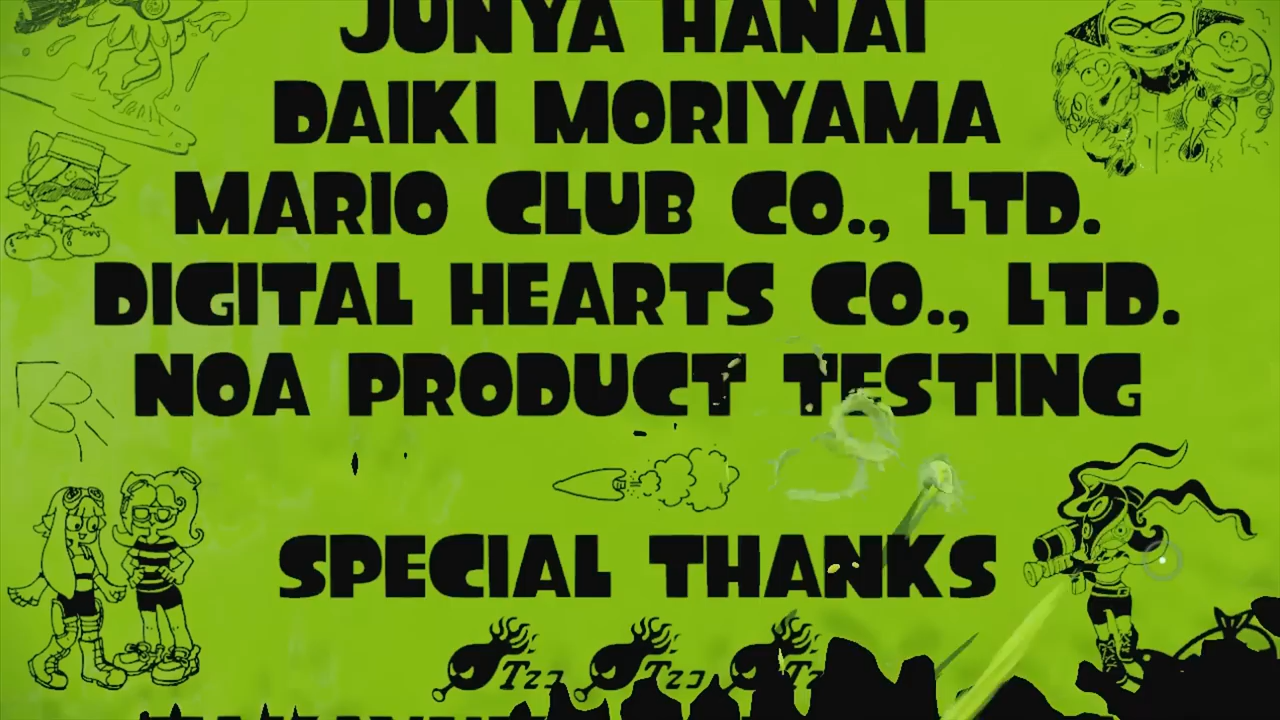 JUNYA HANAI
DAIKI MORIYAMA
MARIO CLUB CO., LTD.
DIGITAL HEARTS CO., LTD.
NOA PRODUCT TESTING
SPECIAL THANKS